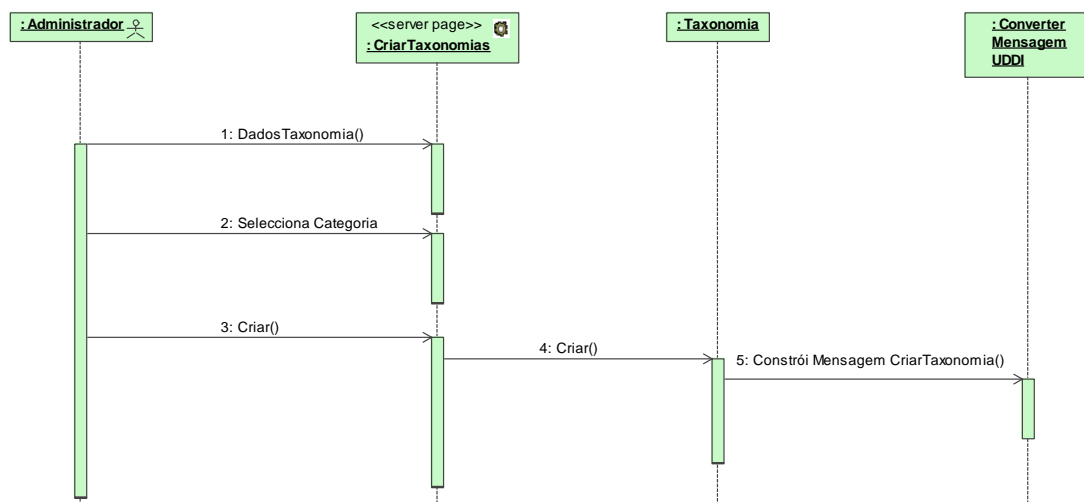 : Administrador
<<server page>>
: CriarTaxonomias
: Taxonomia
: Converter
Mensagem
UDDI
1: DadosTaxonomia()
2: Selecciona Categoria
3: Criar()
4: Criar()
5: Constrói Mensagem CriarTaxonomia()